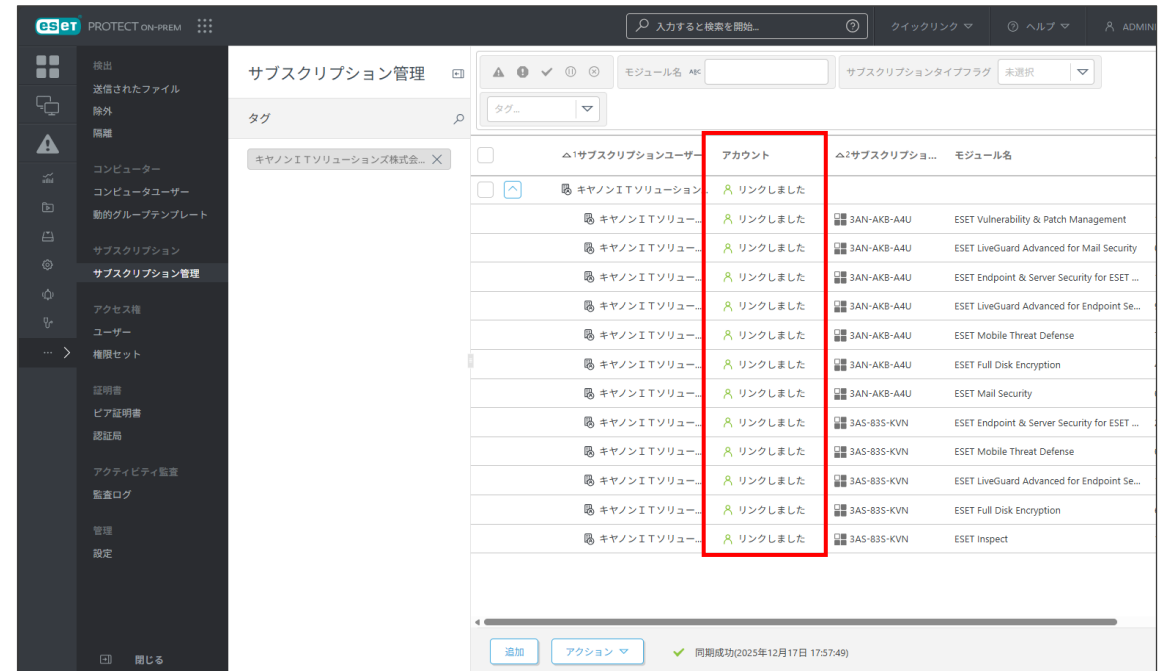 eset PROTECT ON-PREM
入力すると検索を開始...
クイックリンク
ヘルプ
ADMINI
検出
送信されたファイル
除外
隔離
コンピューター
コンピュータユーザー
動的グループテンプレート
サブスクリプション
サブスクリプション管理
アクセス権
ユーザー
権限セット
証明書
ピア証明書
認証局
アクティビティ監査
監査ログ
管理
設定
閉じる
サブスクリプション管理
タグ
キヤノンＩＴソリューションズ株式会...
モジュール名 ABC
サブスクリプションタイプフラグ 未選択
タグ...
1サブスクリプションユーザー アカウント 2サブスクリプショ... モジュール名
キヤノンＩＴソリューション... リンクしました
キヤノンＩＴソリュー... リンクしました 3AN-AKB-A4U ESET Vulnerability & Patch Management
キヤノンＩＴソリュー... リンクしました 3AN-AKB-A4U ESET LiveGuard Advanced for Mail Security
キヤノンＩＴソリュー... リンクしました 3AN-AKB-A4U ESET Endpoint & Server Security for ESET ...
キヤノンＩＴソリュー... リンクしました 3AN-AKB-A4U ESET LiveGuard Advanced for Endpoint Se...
キヤノンＩＴソリュー... リンクしました 3AN-AKB-A4U ESET Mobile Threat Defense
キヤノンＩＴソリュー... リンクしました 3AN-AKB-A4U ESET Full Disk Encryption
キヤノンＩＴソリュー... リンクしました 3AN-AKB-A4U ESET Mail Security
キヤノンＩＴソリュー... リンクしました 3AS-83S-KVN ESET Endpoint & Server Security for ESET ...
キヤノンＩＴソリュー... リンクしました 3AS-83S-KVN ESET Mobile Threat Defense
キヤノンＩＴソリュー... リンクしました 3AS-83S-KVN ESET LiveGuard Advanced for Endpoint Se...
キヤノンＩＴソリュー... リンクしました 3AS-83S-KVN ESET Full Disk Encryption
キヤノンＩＴソリュー... リンクしました 3AS-83S-KVN ESET Inspect
追加
アクション
同期成功(2025年12月17日 17:57:49)